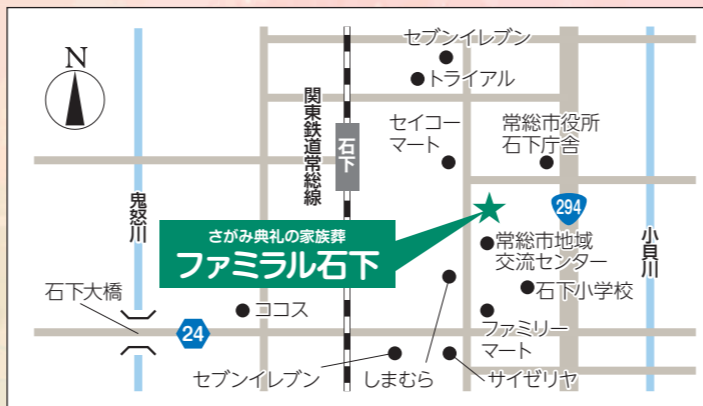 N
セブンイレブン
トライアル
関東鉄道常総線
石下
セイコー
マート
常総市役所
石下庁舎
鬼怒川
294
小貝川
さがみ典礼の家族葬
ファミラル石下
常総市地域
交流センター
石下小学校
石下大橋
24
ココス
ファミリー
マート
セブンイレブン
しまむら
サイゼリヤ